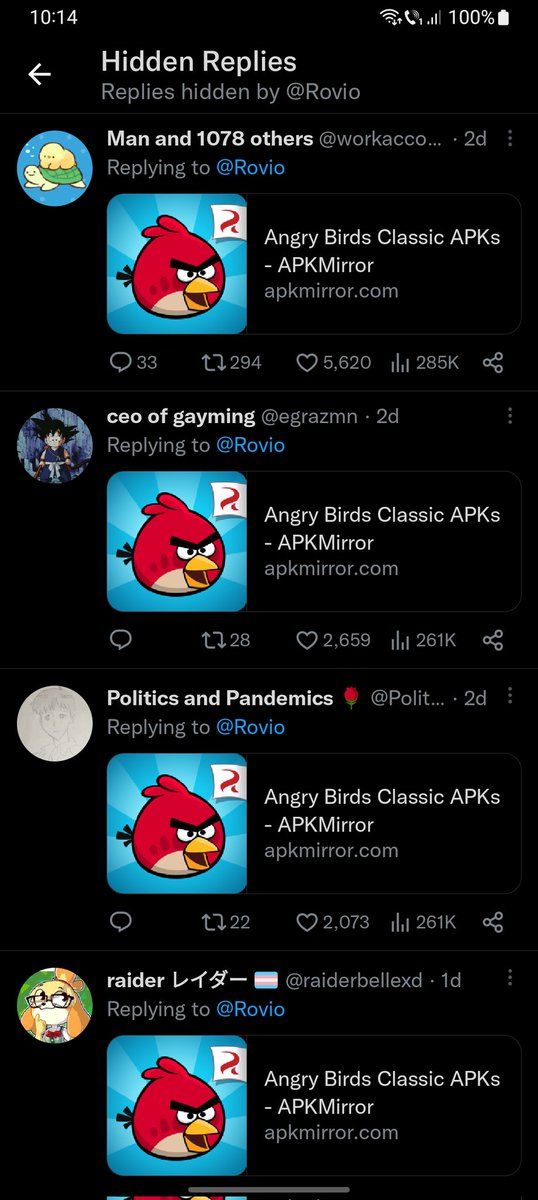 10:14 100%
Hidden Replies
Replies hidden by @Rovio
Man and 1078 others @workacco... · 2d
Replying to @Rovio
Angry Birds Classic APKs
- APKMirror
apkmirror.com
33 294 5,620 285K
ceo of gayming @egrazmn · 2d
Replying to @Rovio
Angry Birds Classic APKs
- APKMirror
apkmirror.com
28 2,659 261K
Politics and Pandemics 🌹 @Polit... · 2d
Replying to @Rovio
Angry Birds Classic APKs
- APKMirror
apkmirror.com
22 2,073 261K
raider レイダー 🏳️‍⚧️ @raiderbellexd · 1d
Replying to @Rovio
Angry Birds Classic APKs
- APKMirror
apkmirror.com